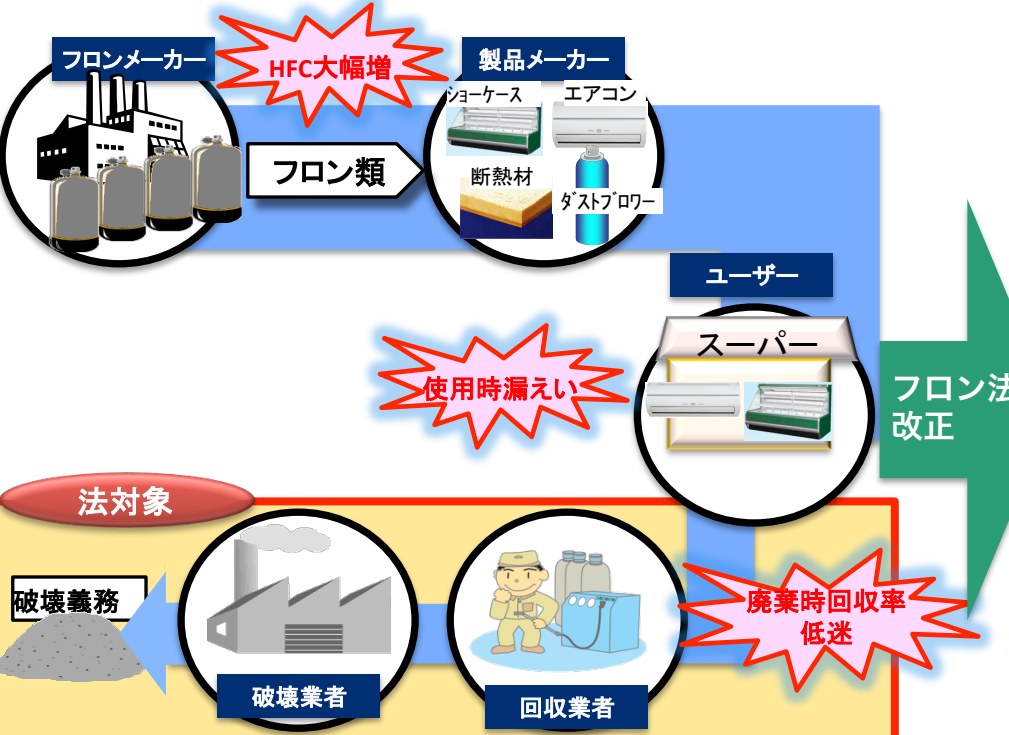 フロンメーカー
HFC大幅増
製品メーカー
ショーケース
エアコン
フロン類
断熱材
ダストブロワー
ユーザー
スーパー
使用時漏えい
フロン法
改正
法対象
破壊義務
廃棄時回収率
低迷
破壊業者
回収業者